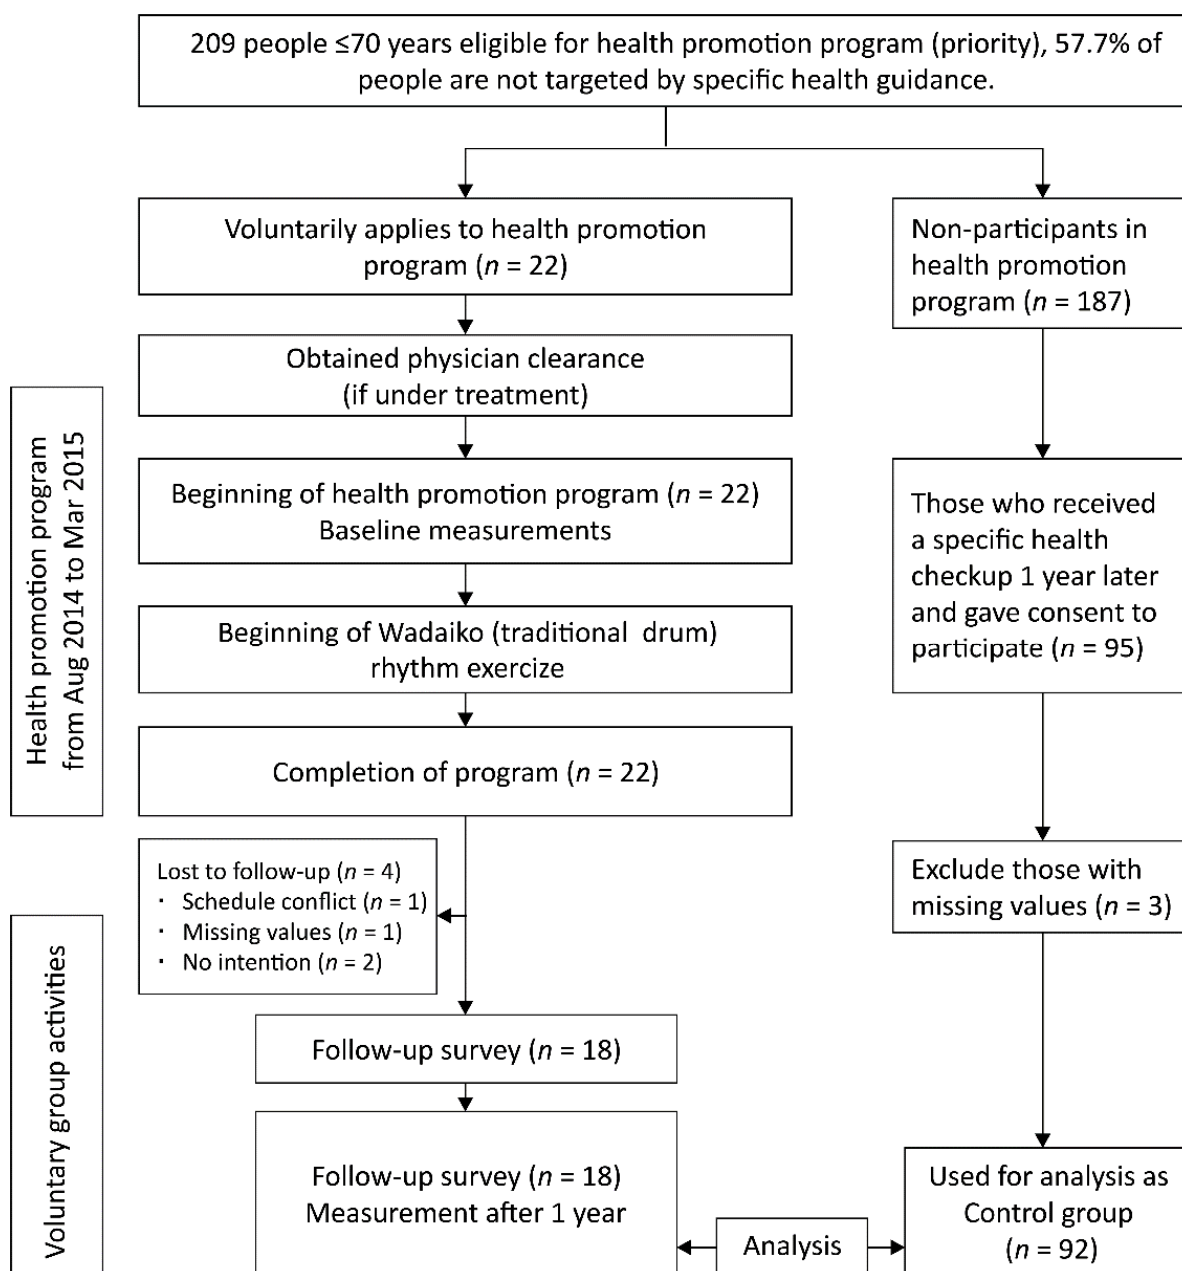 209 people ≤70 years eligible for health promotion program (priority), 57.7% of
people are not targeted by specific health guidance.
Voluntarily applies to health promotion
program (n = 22)
Non-participants in
health promotion
program (n = 187)
Obtained physician clearance
(if under treatment)
Health promotion program
from Aug 2014 to Mar 2015
Beginning of health promotion program (n = 22)
Baseline measurements
Those who received
a specific health
checkup 1 year later
and gave consent to
participate (n = 95)
Beginning of Wadaiko (traditional drum)
rhythm exercize
Completion of program (n = 22)
Lost to follow-up (n = 4)
· Schedule conflict (n = 1)
· Missing values (n = 1)
· No intention (n = 2)
Exclude those with
missing values (n = 3)
Voluntary group activities
Follow-up survey (n = 18)
Follow-up survey (n = 18)
Measurement after 1 year
Analysis
Used for analysis as
Control group
(n = 92)